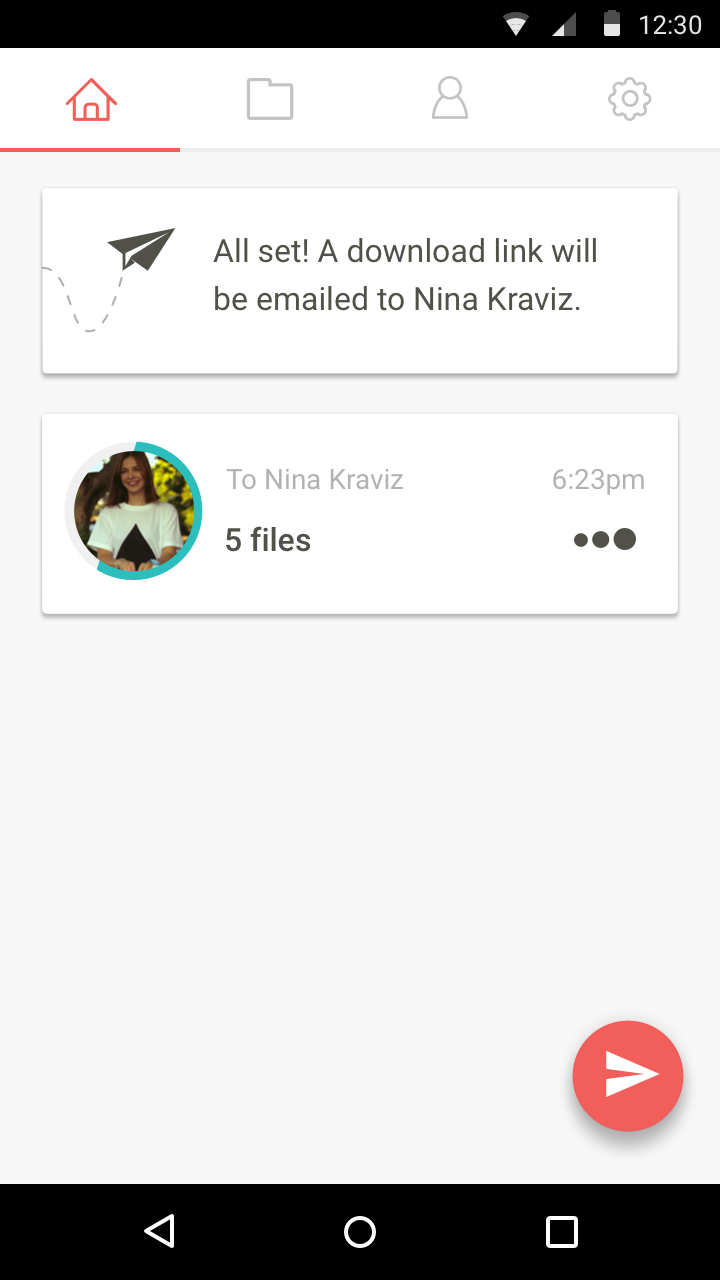 12:30
All set! A download link will
be emailed to Nina Kraviz.
To Nina Kraviz 6:23pm
5 files